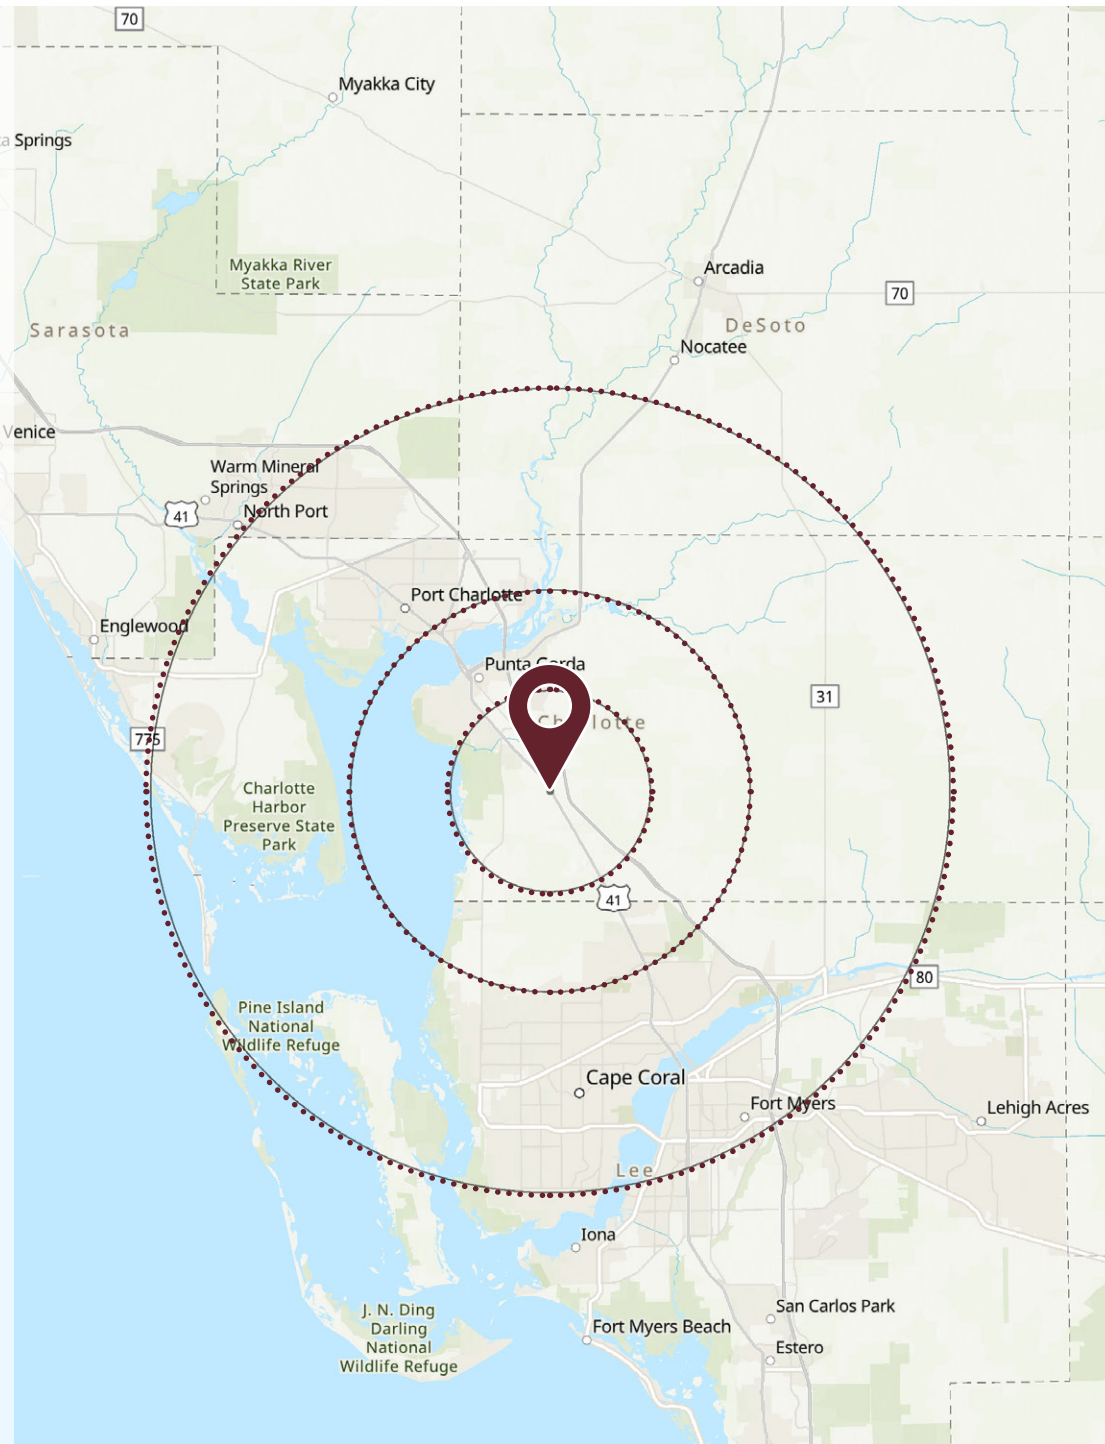 70
Myakka City
a Springs
Myakka River
State Park
Arcadia
70
Sarasota
DeSoto
Nocatee
Venice
Warm Mineral
Springs
41
North Port
Port Charlotte
Englewood
Punta Gorda
31
Charlotte
775
Charlotte
Harbor
Preserve State
Park
41
80
Pine Island
National
Wildlife Refuge
Cape Coral
Fort Myers
Lehigh Acres
Lee
Iona
San Carlos Park
J. N. Ding
Darling
National
Wildlife Refuge
Fort Myers Beach
Estero